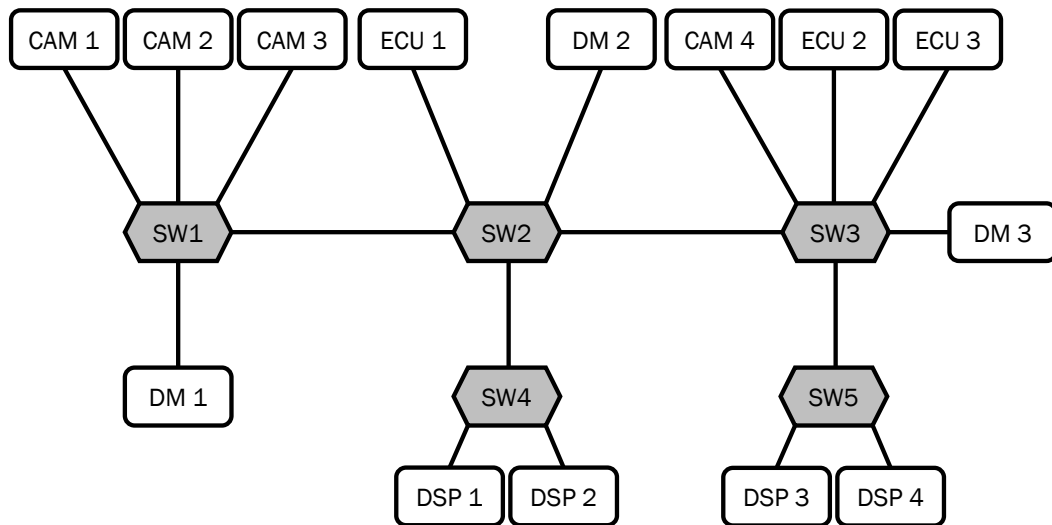 CAM 1
CAM 2
CAM 3
ECU 1
DM 2
CAM 4
ECU 2
ECU 3
SW1
SW2
SW3
DM 3
DM 1
SW4
SW5
DSP 1
DSP 2
DSP 3
DSP 4